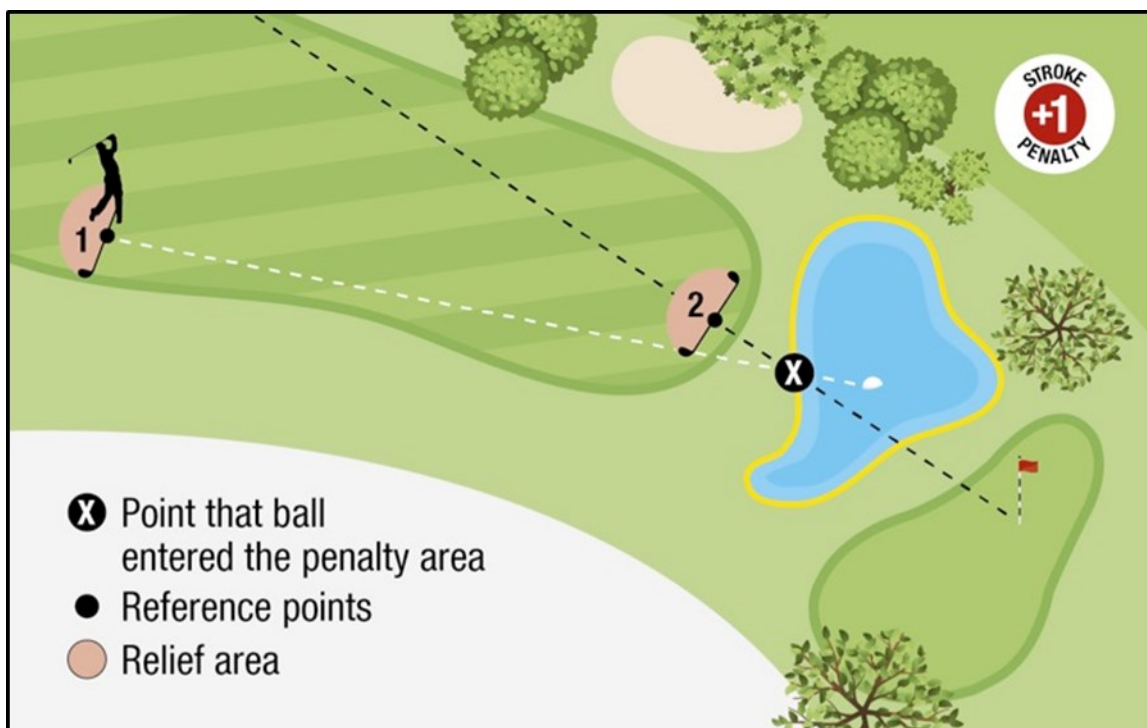 STROKE
+1
PENALTY
1
2
X
X Point that ball
entered the penalty area
Reference points
Relief area